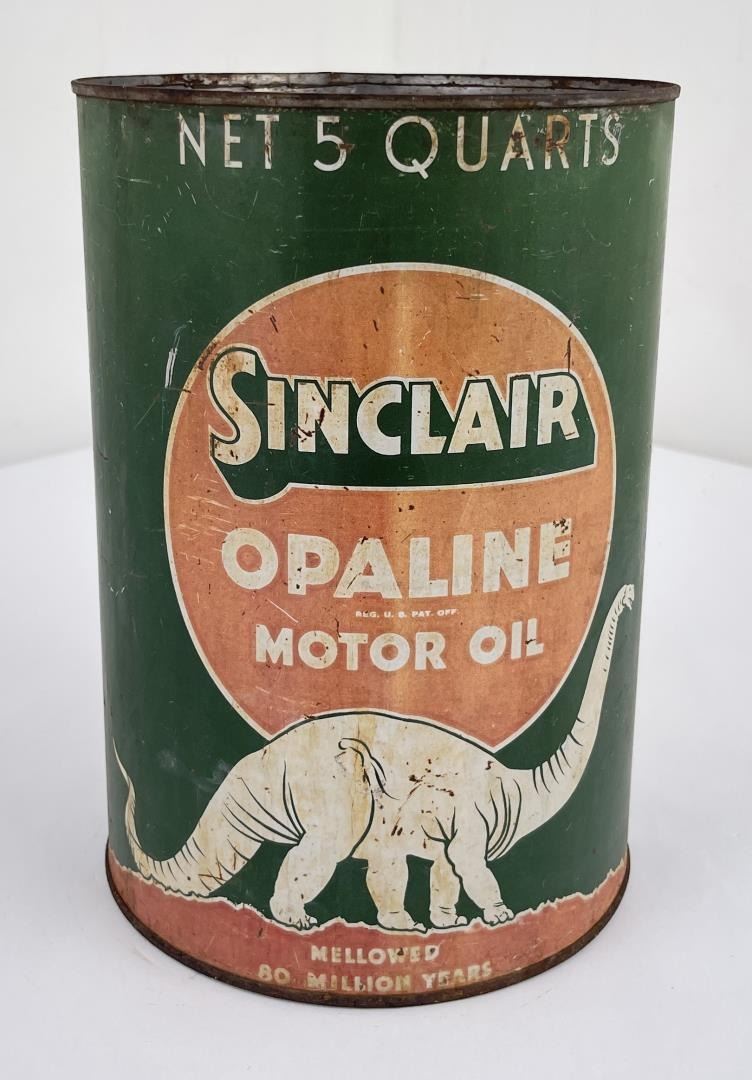 NET 5 QUARTS
SINCLAIR
OPALINE
REG. U. S. PAT. OFF.
MOTOR OIL
MELLOWED
80 MILLION YEARS